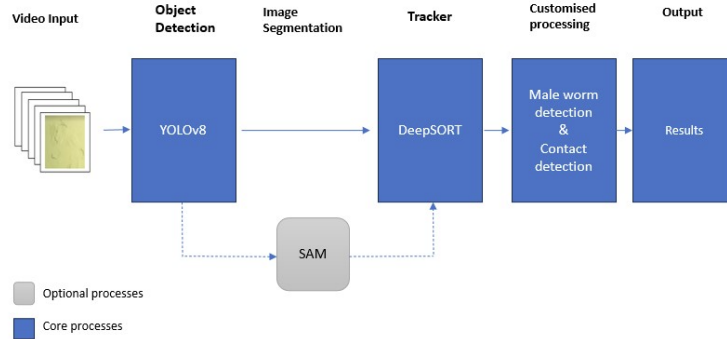 Video Input
Object
Detection
Image
Segmentation
Tracker
Customised processing
Output
YOLOv8
DeepSORT
Male worm
detection
&
Contact
detection
Results
SAM
Optional processes
Core processes